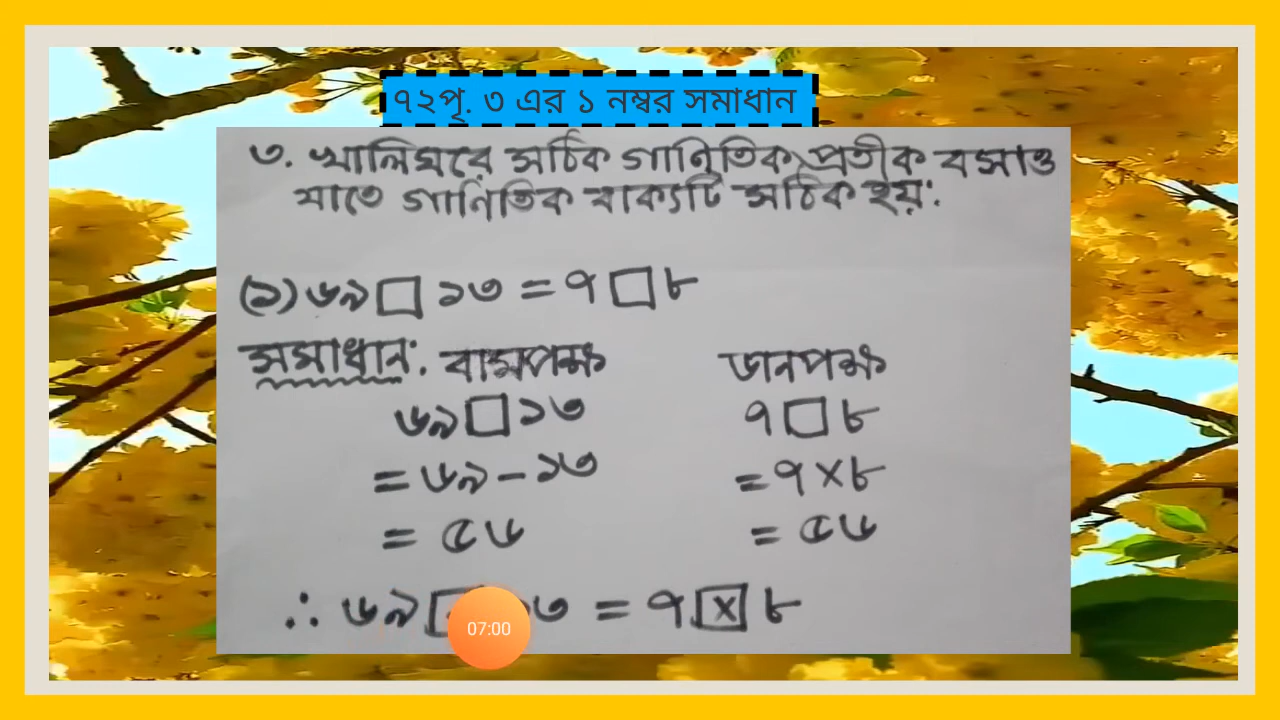 ৭২পৃ. ৩ এর ১ নম্বর সমাধান
৩. খালিঘরে সঠিক গাণিতিক প্রতীক বসাও
যাতে গাণিতিক বাক্যটি সঠিক হয়:
(১) ৬৯ □ ১৩ = ৭ □ ৮
সমাধান: বামপক্ষ ডানপক্ষ
৬৯ □ ১৩ ৭ □ ৮
= ৬৯ - ১৩ = ৭ × ৮
= ৫৬ = ৫৬
∴ ৬৯ ৩ = ৭ × ৮
07:00